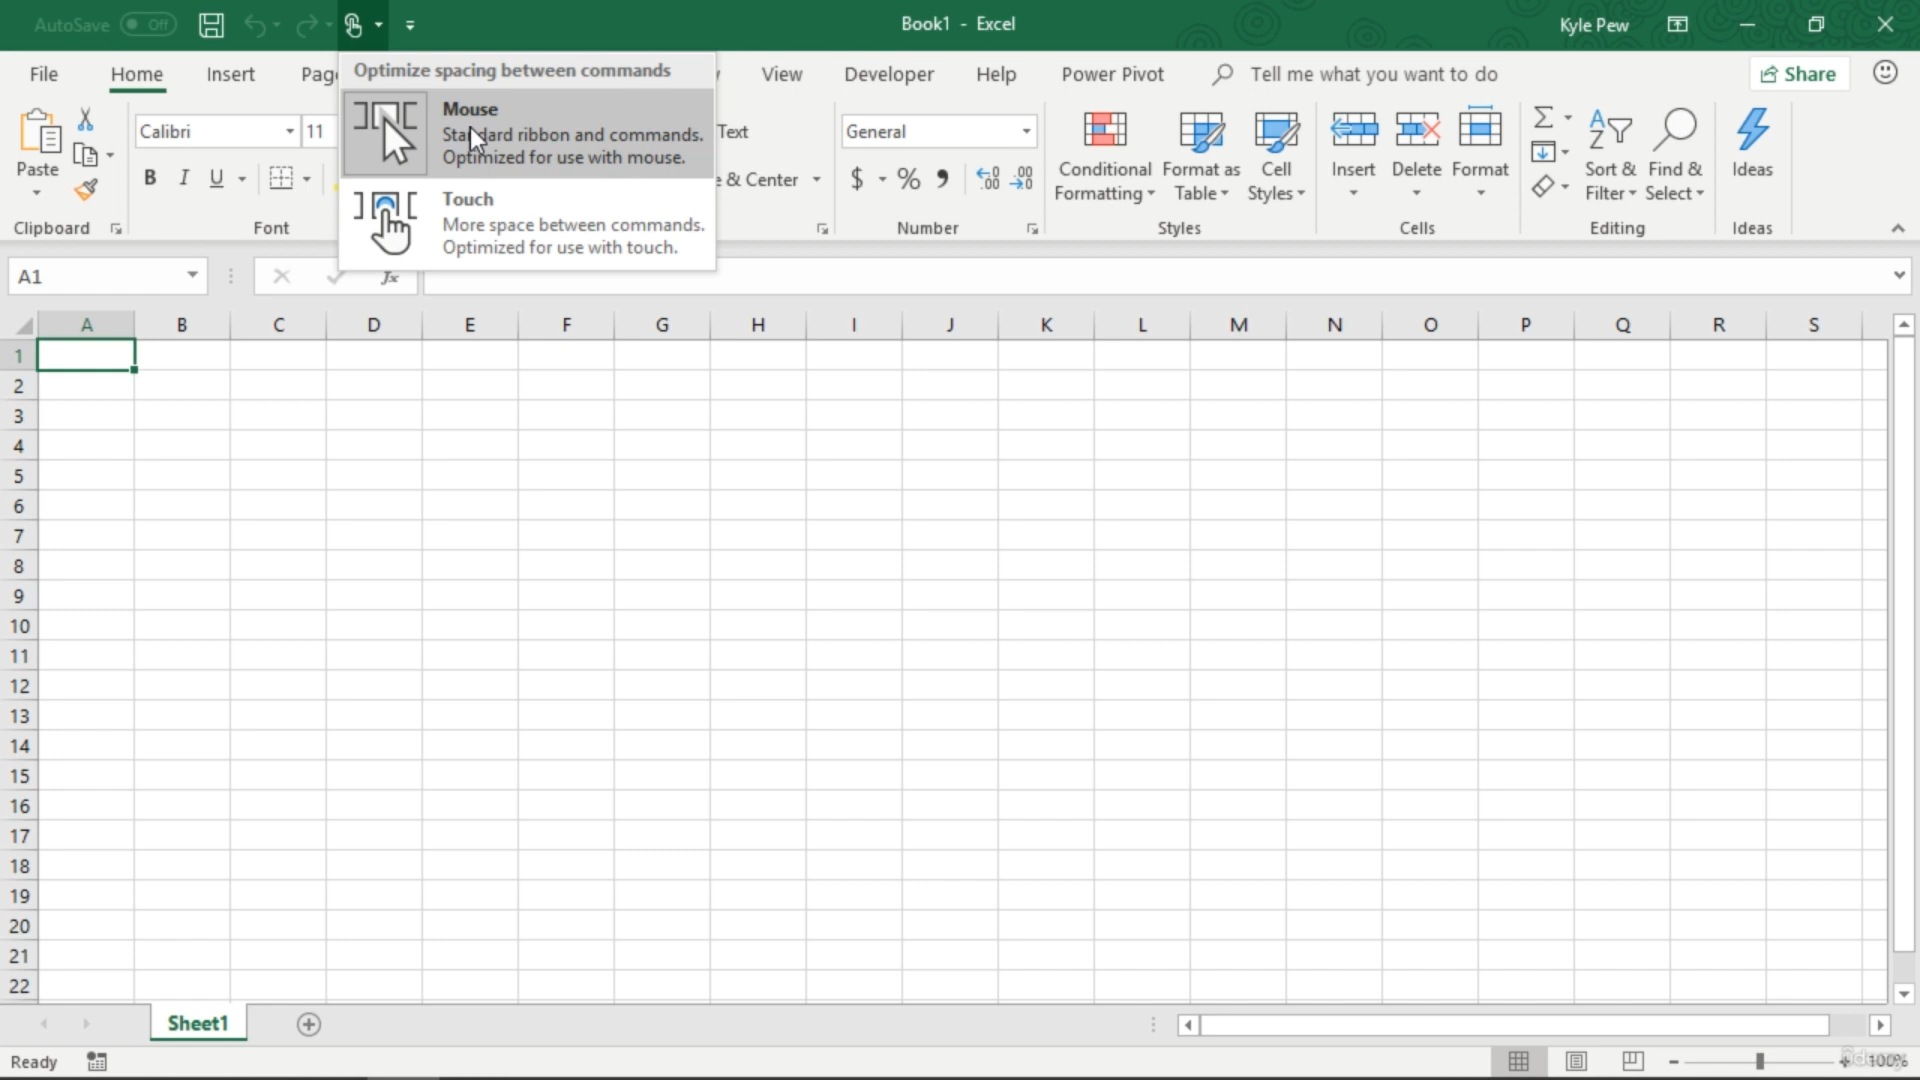 AutoSave Off
Book1 - Excel
Kyle Pew
File
Home
Insert
Pag
View
Developer
Help
Power Pivot
Tell me what you want to do
Share
Optimize spacing between commands
Mouse
Standard ribbon and commands.
Optimized for use with mouse.
Touch
More space between commands.
Optimized for use with touch.
Paste
Clipboard
Calibri
11
B I U
Font
Text
e & Center
General
$ % ,
.00
.00
Number
Conditional
Formatting
Format as
Table
Cell
Styles
Styles
Insert
Delete
Format
Cells
Sort &
Filter
Find &
Select
Editing
Ideas
Ideas
A1
fx
A B C D E F G H I J K L M N O P Q R S
1
2
3
4
5
6
7
8
9
10
11
12
13
14
15
16
17
18
19
20
21
22
Sheet1
Ready
100%